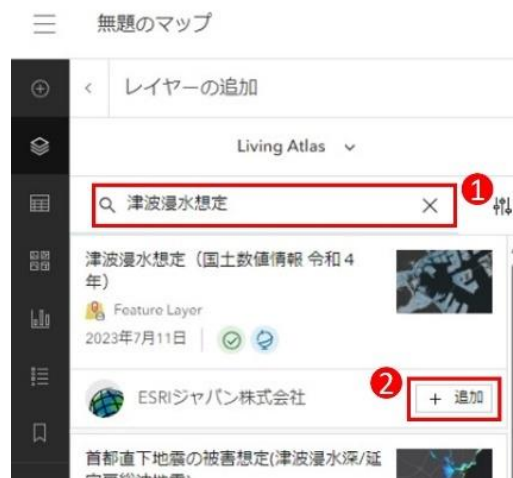 無題のマップ
レイヤーの追加
Living Atlas
津波浸水想定
1
津波浸水想定（国土数値情報 令和４
年）
Feature Layer
2023年7月11日
2
ESRIジャパン株式会社
+ 追加
首都直下地震の被害想定(津波浸水深/延